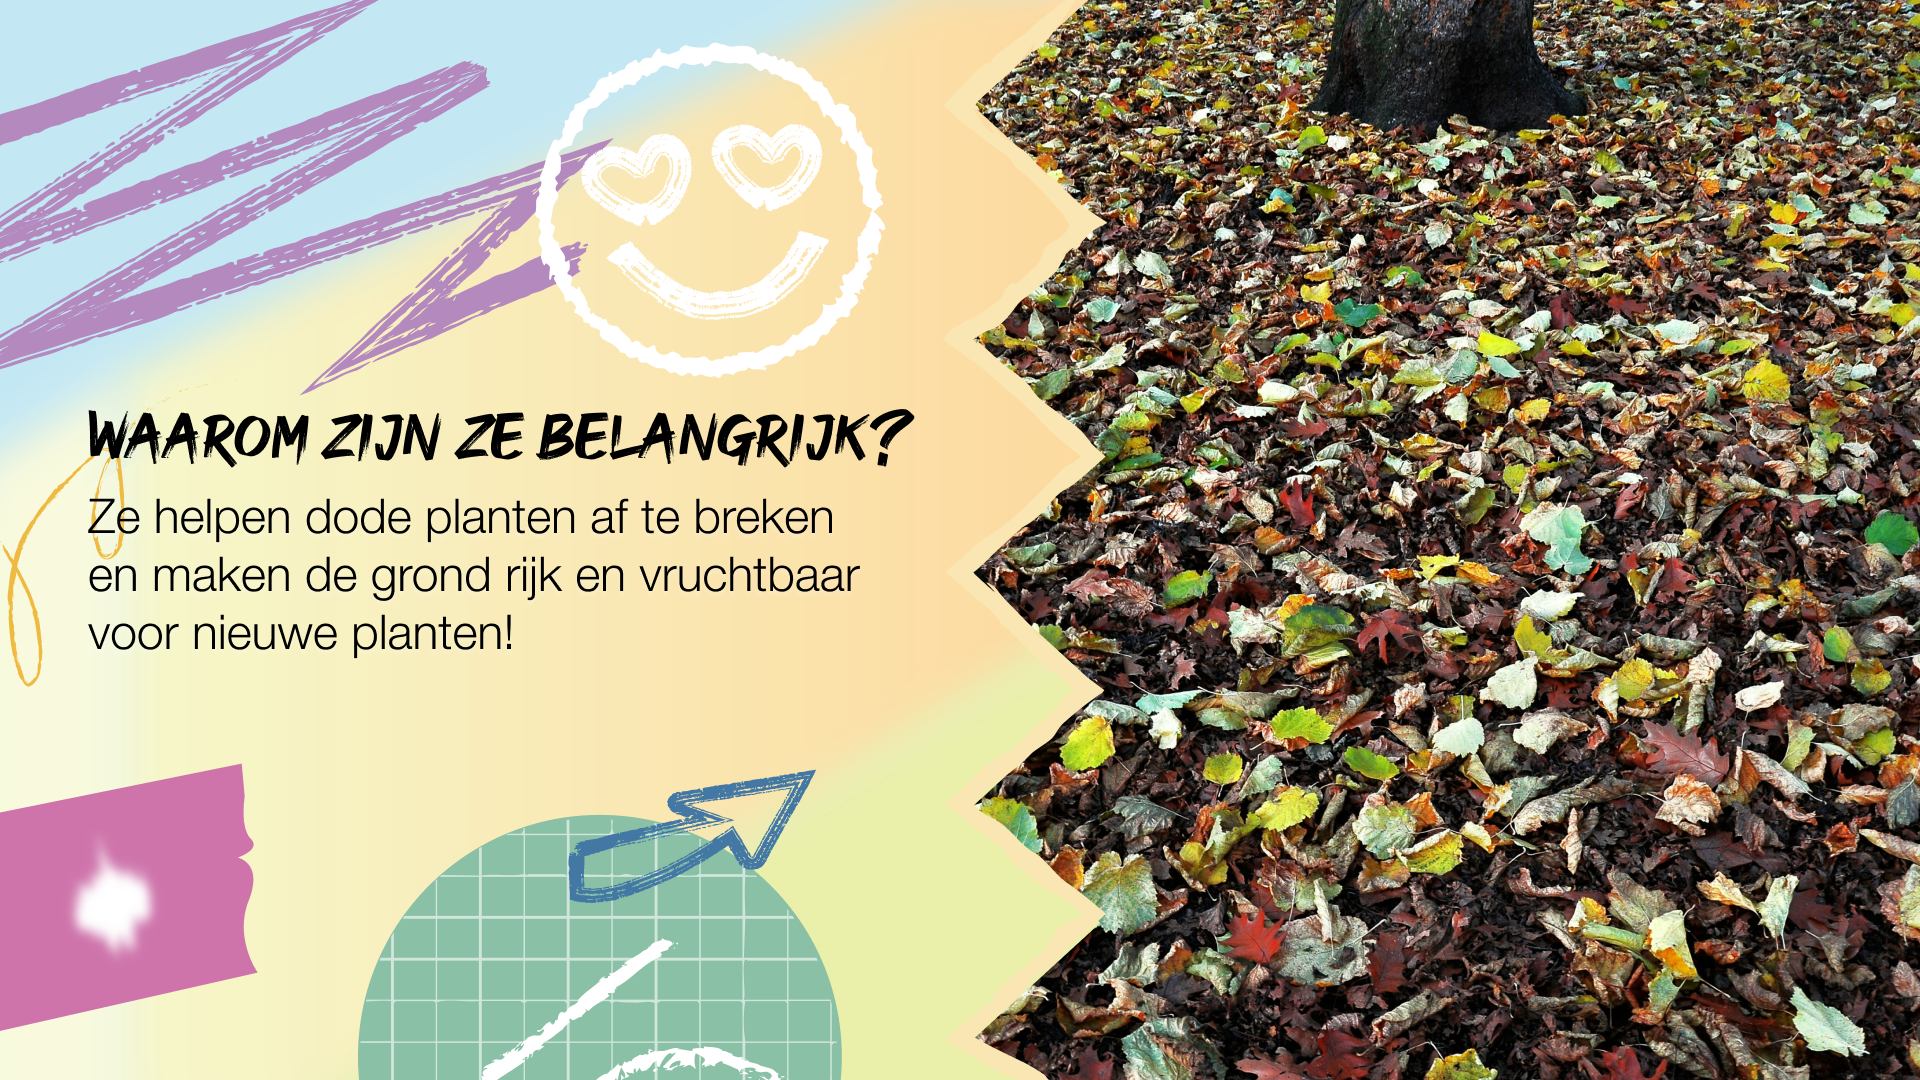 WAAROM ZIJN ZE BELANGRIJK?
Ze helpen dode planten af te breken
en maken de grond rijk en vruchtbaar
voor nieuwe planten!